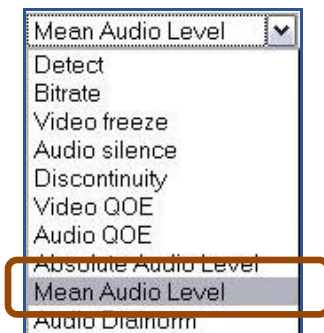 Mean Audio Level
Detect
Bitrate
Video freeze
Audio silence
Discontinuity
Video QOE
Audio QOE
Absolute Audio Level
Mean Audio Level
Audio Dialnorm